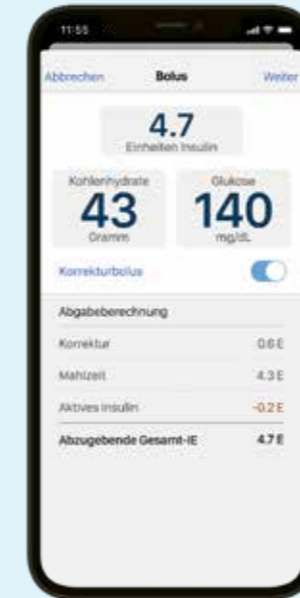 11:55
Abbrechen Bolus Weiter
4.7
Einheiten Insulin
Kohlenhydrate Glukose
43 140
Gramm mg/dL
Korrekturbolus
Abgabeberechnung
Korrektur 0.6 E
Mahlzeit 4.3 E
Aktives Insulin -0.2 E
Abzugebende Gesamt-IE 4.7 E